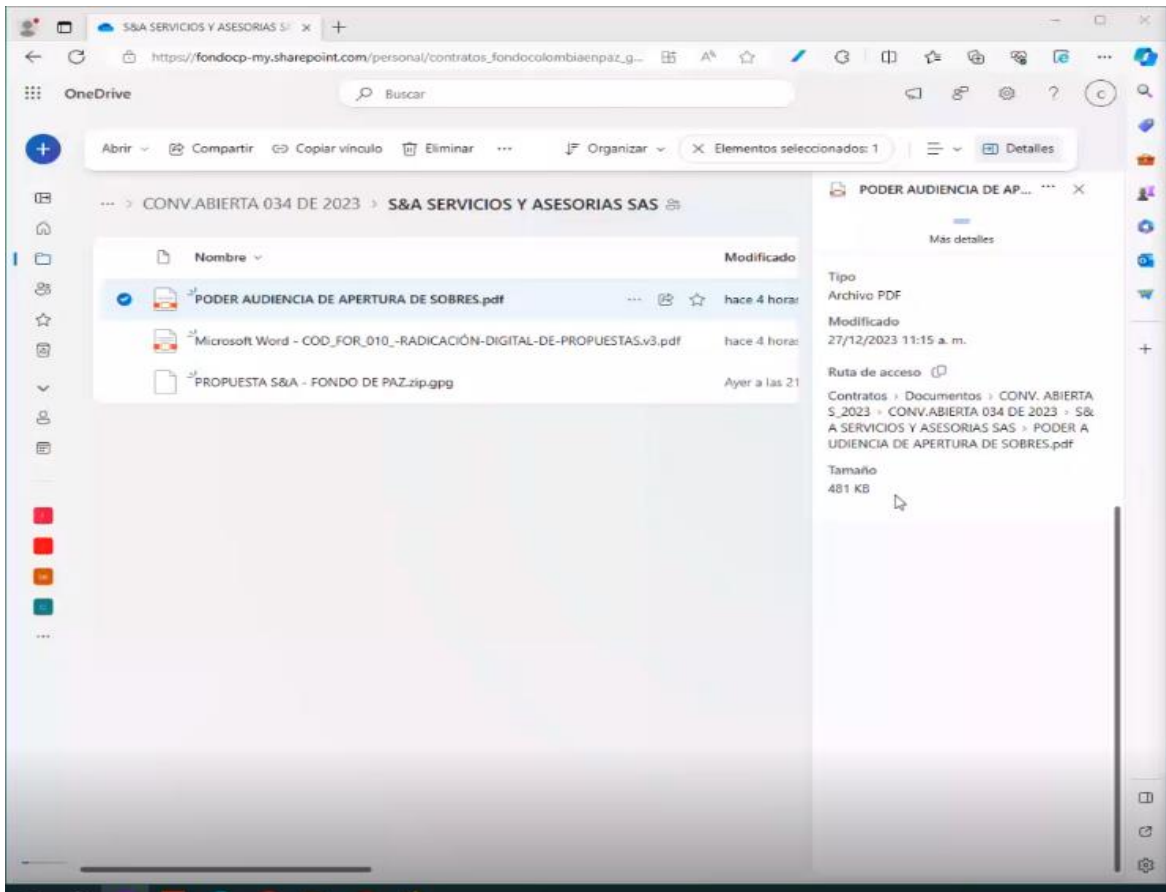 S&A SERVICIOS Y ASESORIAS S
https://fondocp-my.sharepoint.com/personal/contratos_fondocolombiaenpaz_g...
OneDrive
Buscar
C
Abrir
Compartir
Copiar vínculo
Eliminar
...
Organizar
Elementos seleccionados: 1
Detalles
... > CONV.ABIERTA 034 DE 2023 > S&A SERVICIOS Y ASESORIAS SAS
Nombre
Modificado
PODER AUDIENCIA DE APERTURA DE SOBRES.pdf
hace 4 horas
Microsoft Word - COD_FOR_010_-RADICACIÓN-DIGITAL-DE-PROPUESTAS.v3.pdf
hace 4 horas
PROPUESTA S&A - FONDO DE PAZ.zip.gpg
Ayer a las 21
PODER AUDIENCIA DE AP...
Más detalles
Tipo
Archivo PDF
Modificado
27/12/2023 11:15 a. m.
Ruta de acceso
Contratos > Documentos > CONV. ABIERTA
S_2023 > CONV.ABIERTA 034 DE 2023 > S&
A SERVICIOS Y ASESORIAS SAS > PODER A
UDIENCIA DE APERTURA DE SOBRES.pdf
Tamaño
481 KB